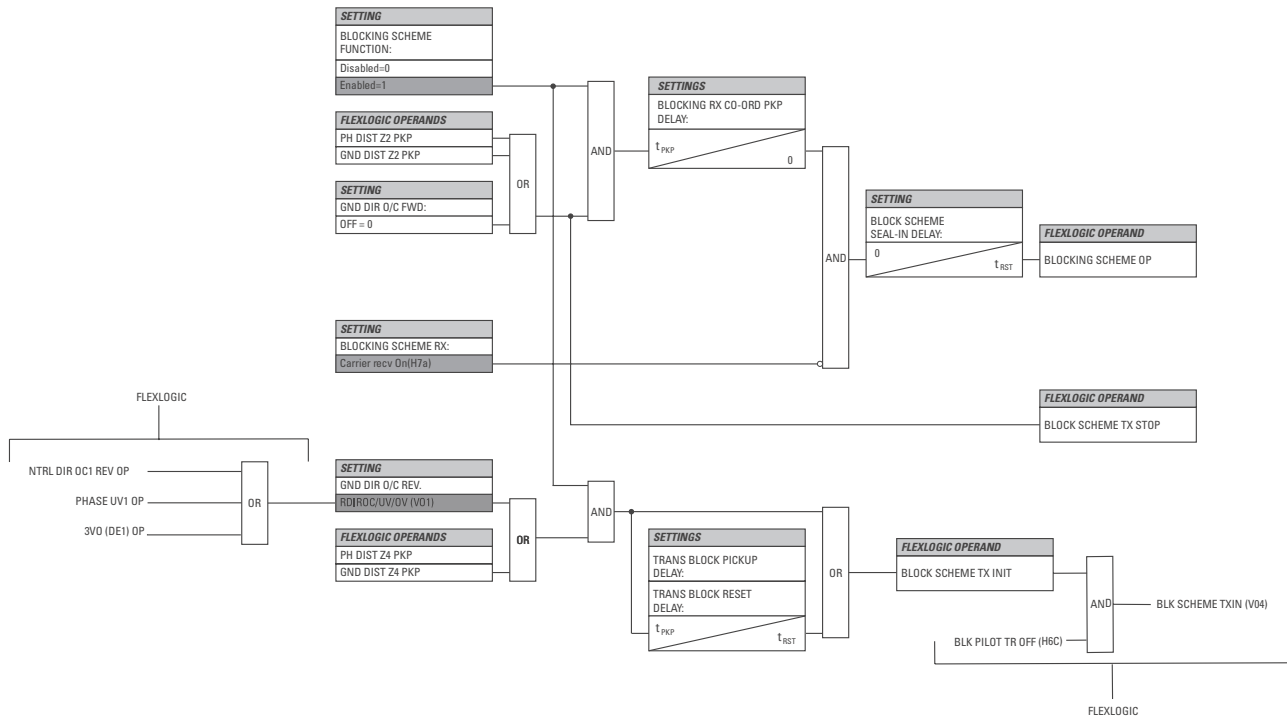 SETTING
BLOCKING SCHEME
FUNCTION:
Disabled=0
Enabled=1
FLEXLOGIC OPERANDS
PH DIST Z2 PKP
GND DIST Z2 PKP
SETTING
GND DIR O/C FWD:
OFF = 0
OR
AND
SETTINGS
BLOCKING RX CO-ORD PKP
DELAY:
tPKP
0
AND
SETTING
BLOCK SCHEME
SEAL-IN DELAY:
0
tRST
FLEXLOGIC OPERAND
BLOCKING SCHEME OP
SETTING
BLOCKING SCHEME RX:
Carrier recv On(H7a)
FLEXLOGIC OPERAND
BLOCK SCHEME TX STOP
FLEXLOGIC
NTRL DIR OC1 REV OP
PHASE UV1 OP
3VO (DE1) OP
OR
SETTING
GND DIR O/C REV.
RDIROC/UV/OV (VO1)
FLEXLOGIC OPERANDS
PH DIST Z4 PKP
GND DIST Z4 PKP
OR
AND
SETTINGS
TRANS BLOCK PICKUP
DELAY:
TRANS BLOCK RESET
DELAY:
tPKP
tRST
OR
FLEXLOGIC OPERAND
BLOCK SCHEME TX INIT
AND
BLK SCHEME TXIN (V04)
BLK PILOT TR OFF (H6C)
FLEXLOGIC